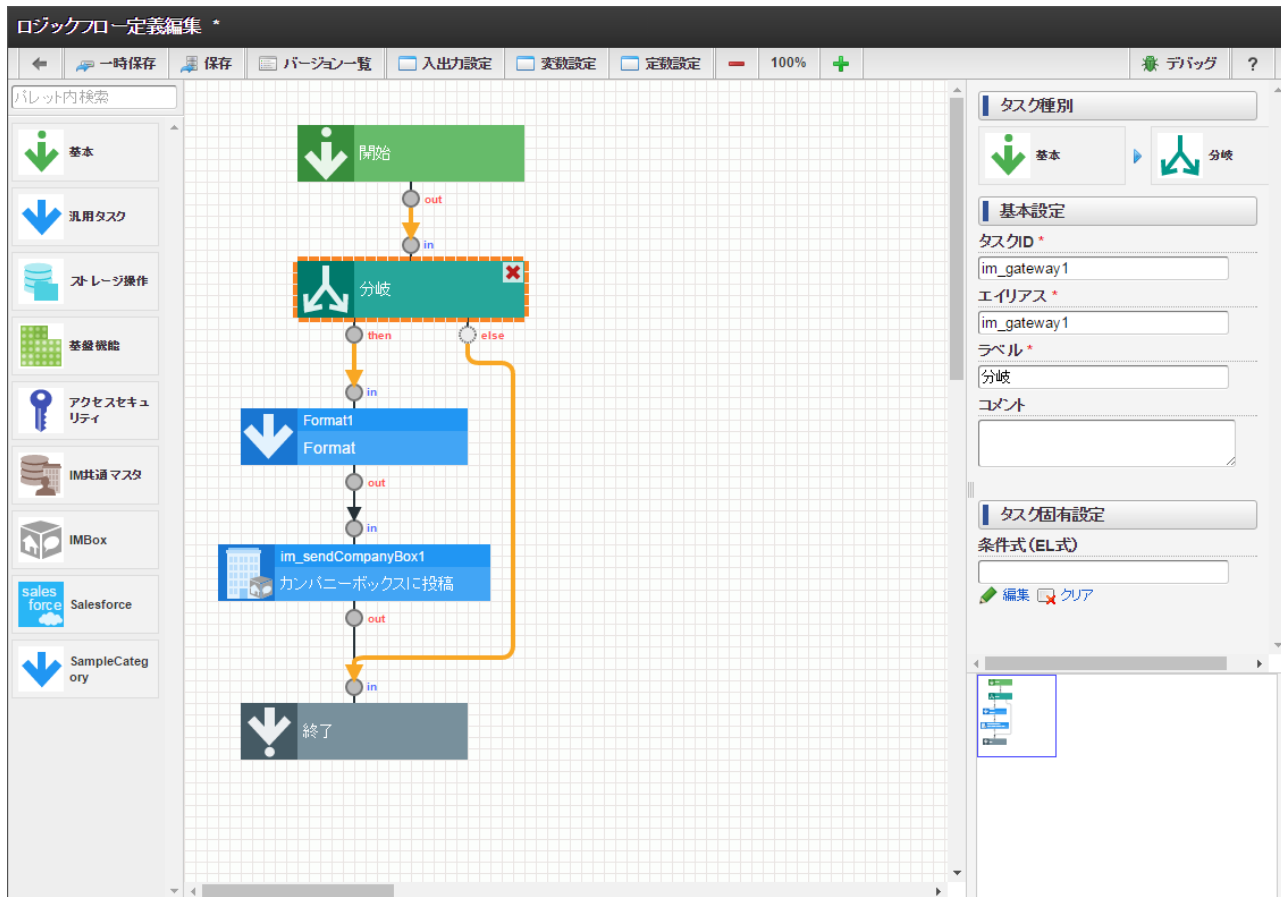 ロジックフロー定義編集 *
一時保存 保存 バージョン一覧 入出力設定 変数設定 定数設定 100% デバッグ ?
パレット内検索
基本
汎用タスク
ストレージ操作
基盤機能
アクセスセキュ
リティ
IM共通マスタ
IMBox
sales
force
Salesforce
SampleCateg
ory
開始
out
in
分岐
then
else
in
Format1
Format
out
in
im_sendCompanyBox1
カンパニーボックスに投稿
out
in
終了
タスク種別
基本 分岐
基本設定
タスクID *
im_gateway1
エイリアス *
im_gateway1
ラベル *
分岐
コメント
タスク固有設定
条件式(EL式)
編集 クリア